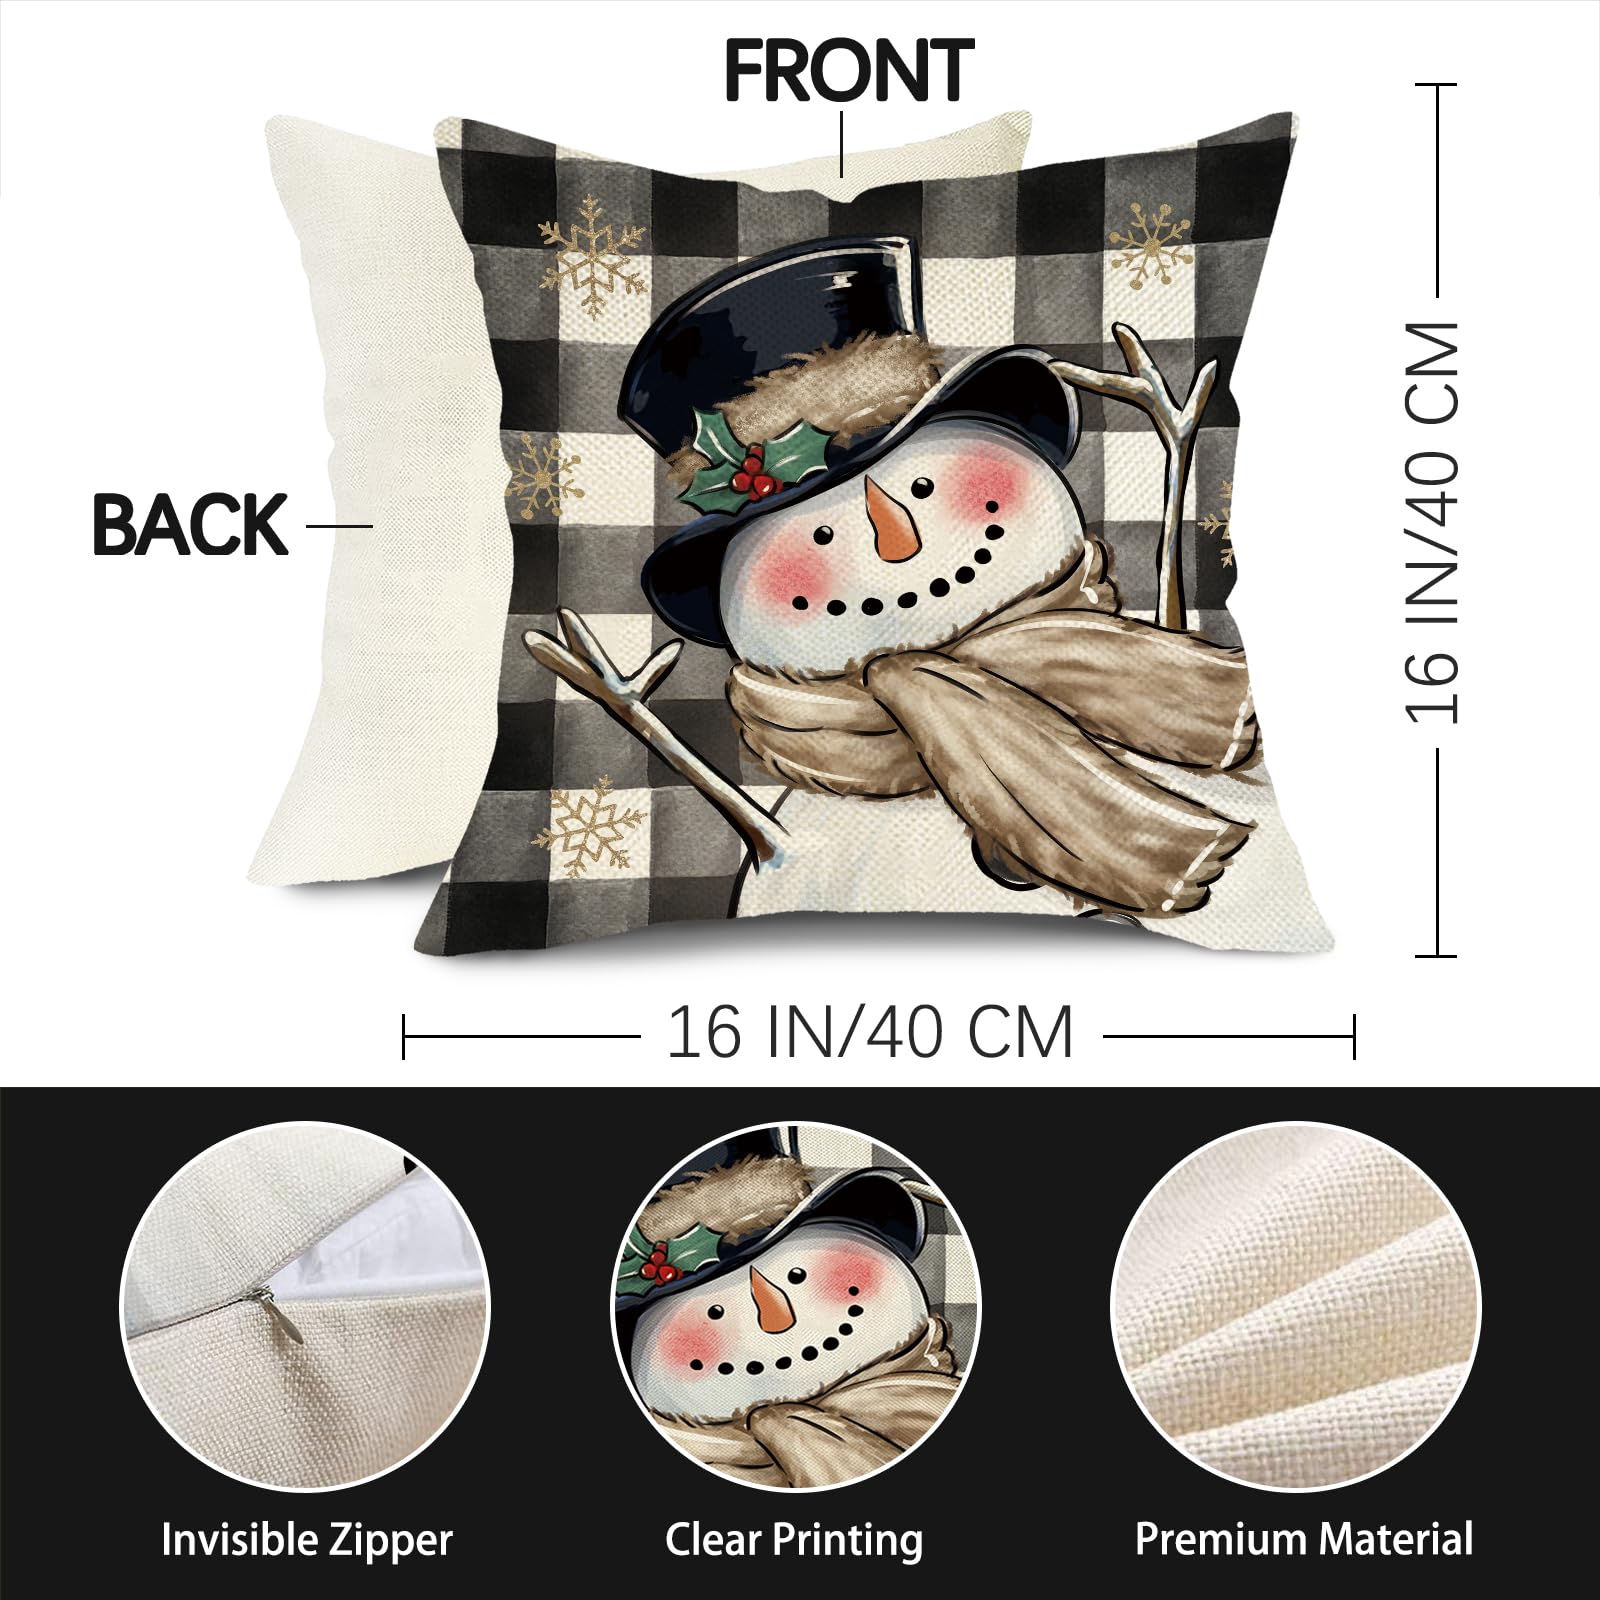 FRONT
BACK
16 IN/40 CM
16 IN/40 CM
Invisible Zipper
Clear Printing
Premium Material